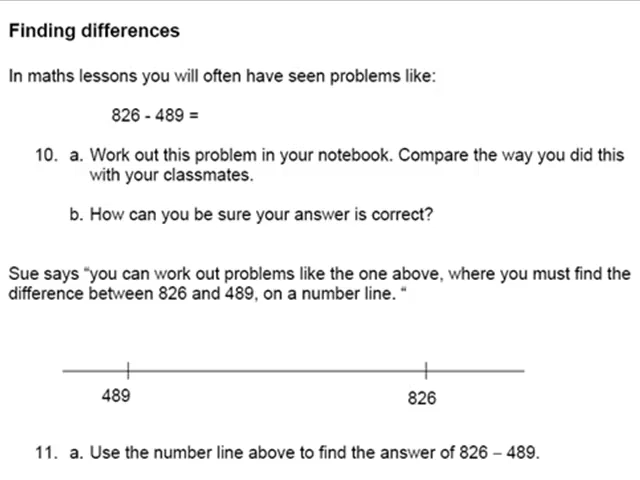 Finding differences
In maths lessons you will often have seen problems like:
826 - 489 =
10. a. Work out this problem in your notebook. Compare the way you did this
with your classmates.
b. How can you be sure your answer is correct?
Sue says “you can work out problems like the one above, where you must find the
difference between 826 and 489, on a number line. “
489 826
11. a. Use the number line above to find the answer of 826 – 489.